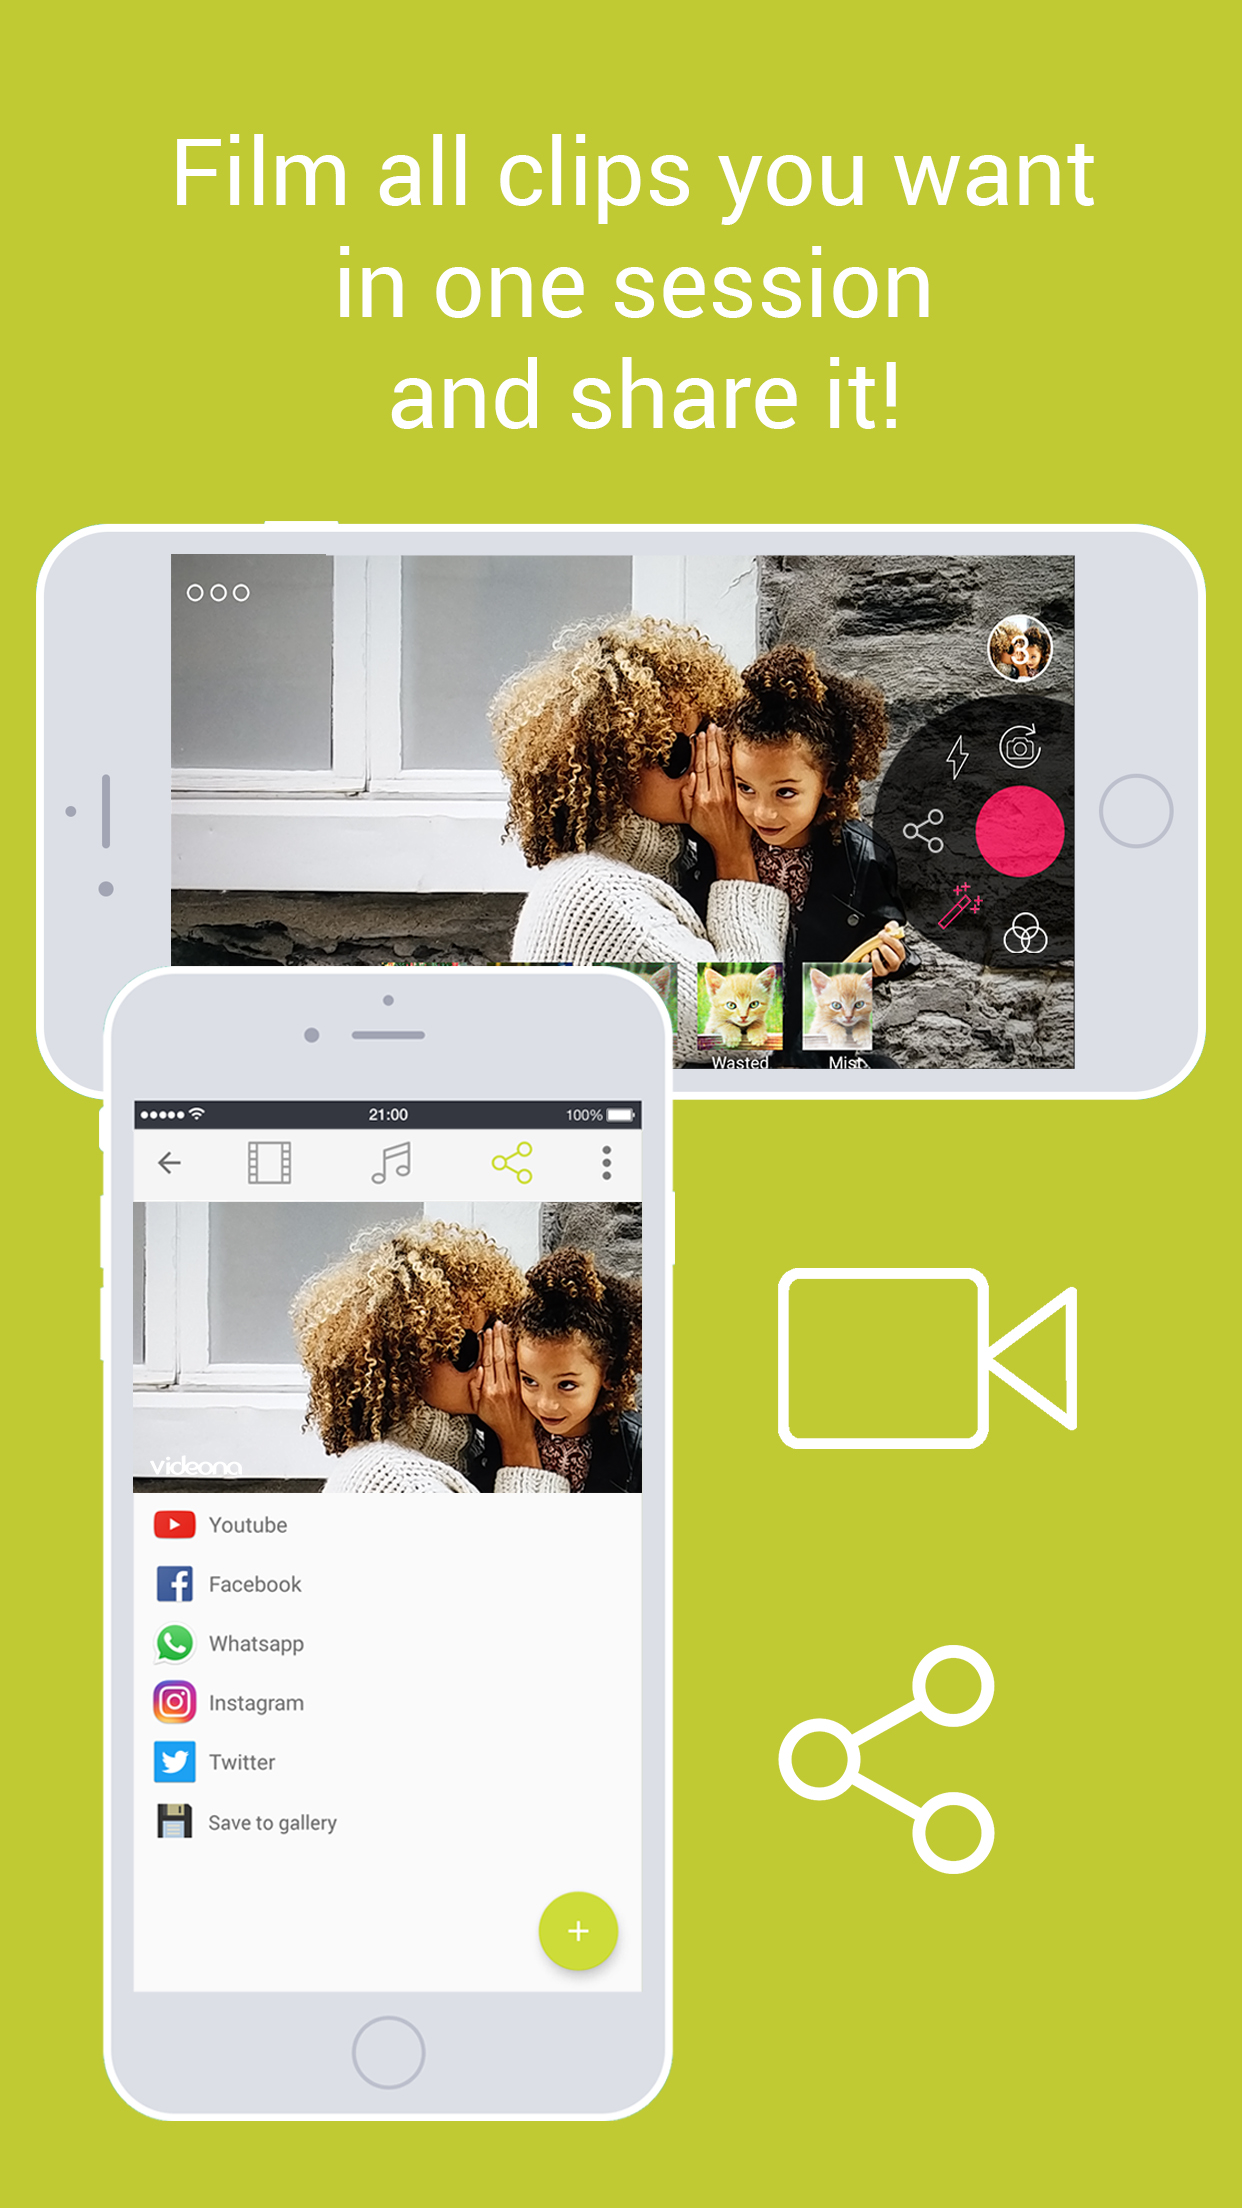 Film all clips you want
in one session
and share it!
3
Wasted
Mist
21:00
100%
videona
Youtube
Facebook
Whatsapp
Instagram
Twitter
Save to gallery